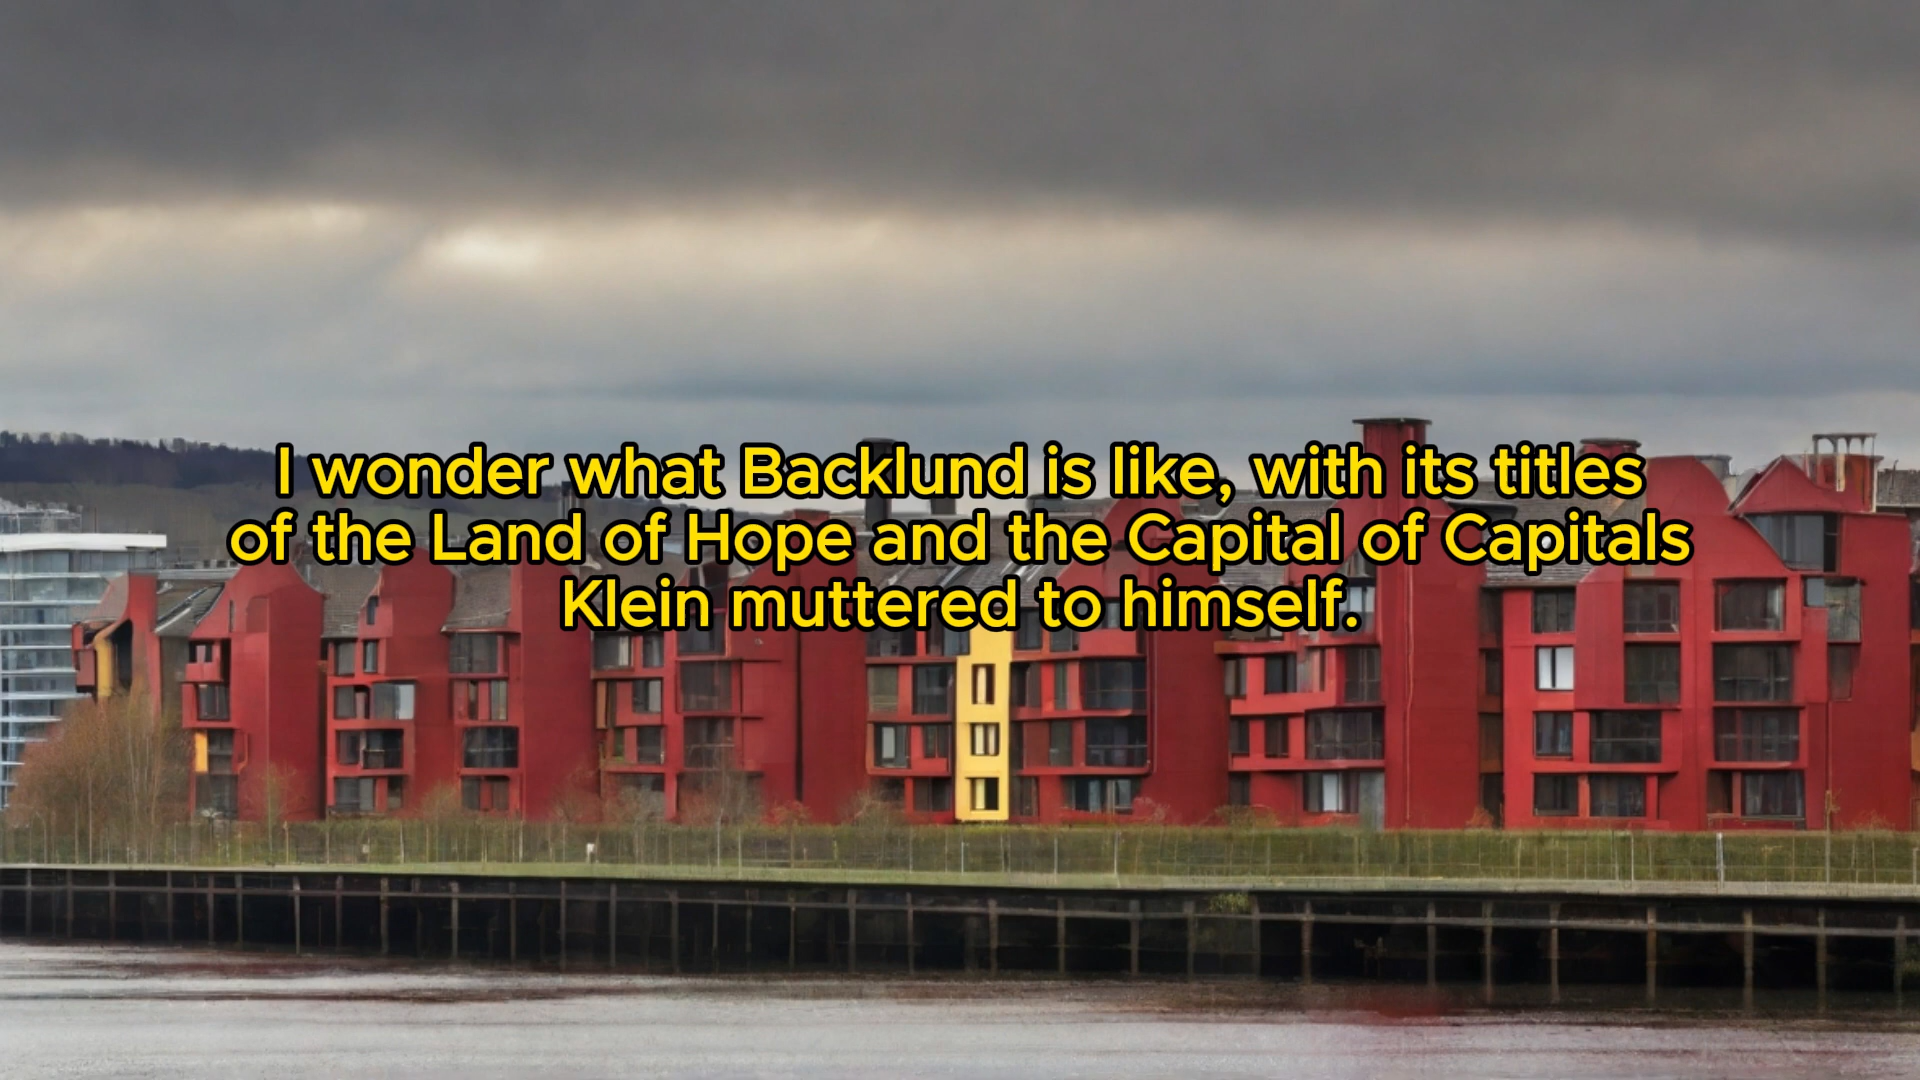 I wonder what Backlund is like, with its titles
of the Land of Hope and the Capital of Capitals
Klein muttered to himself.